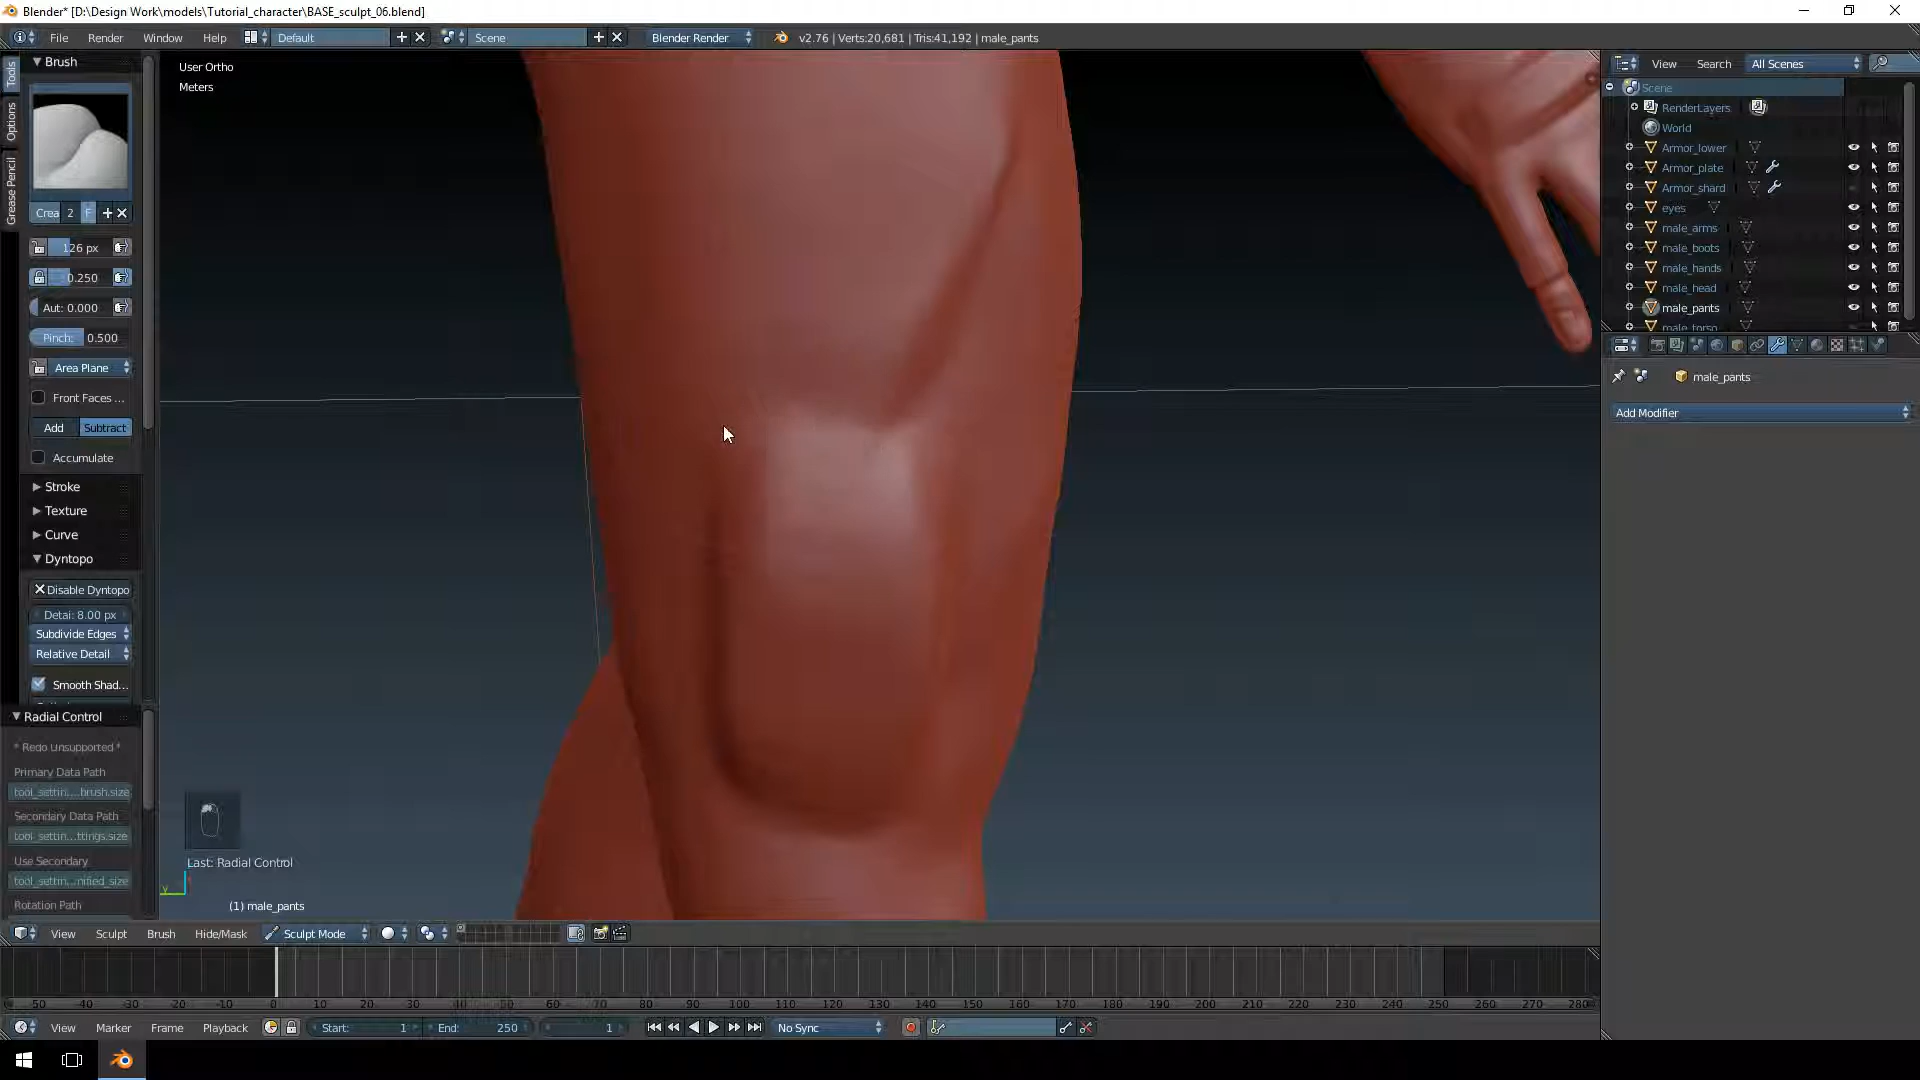 Blender* [D:\Design Work\models\Tutorial_character\BASE_sculpt_06.blend]
File Render Window Help Default Scene Blender Render v2.76 | Verts:20,681 | Tris:41,192 | male_pants
Tools
Options
Grease Pencil
Brush
Crea 2 F
126 px
0.250
Aut: 0.000
Pinch: 0.500
Area Plane
Front Faces ...
Add Subtract
Accumulate
Stroke
Texture
Curve
Dyntopo
Disable Dyntopo
Detai: 8.00 px
Subdivide Edges
Relative Detail
Smooth Shad...
Radial Control
* Redo Unsupported *
Primary Data Path
tool_settin....brush.size
Secondary Data Path
tool_settin...ttings.size
Use Secondary
tool_settin...nified_size
Rotation Path
User Ortho
Meters
Last: Radial Control
y
(1) male_pants
View Search All Scenes
Scene
RenderLayers
World
Armor_lower
Armor_plate
Armor_shard
eyes
male_arms
male_boots
male_hands
male_head
male_pants
male_torso
male_pants
Add Modifier
View Sculpt Brush Hide/Mask Sculpt Mode
-50 -40 -30 -20 -10 0 10 20 30 40 50 60 70 80 90 100 110 120 130 140 150 160 170 180 190 200 210 220 230 240 250 260 270 280
View Marker Frame Playback Start: 1 End: 250 1 No Sync